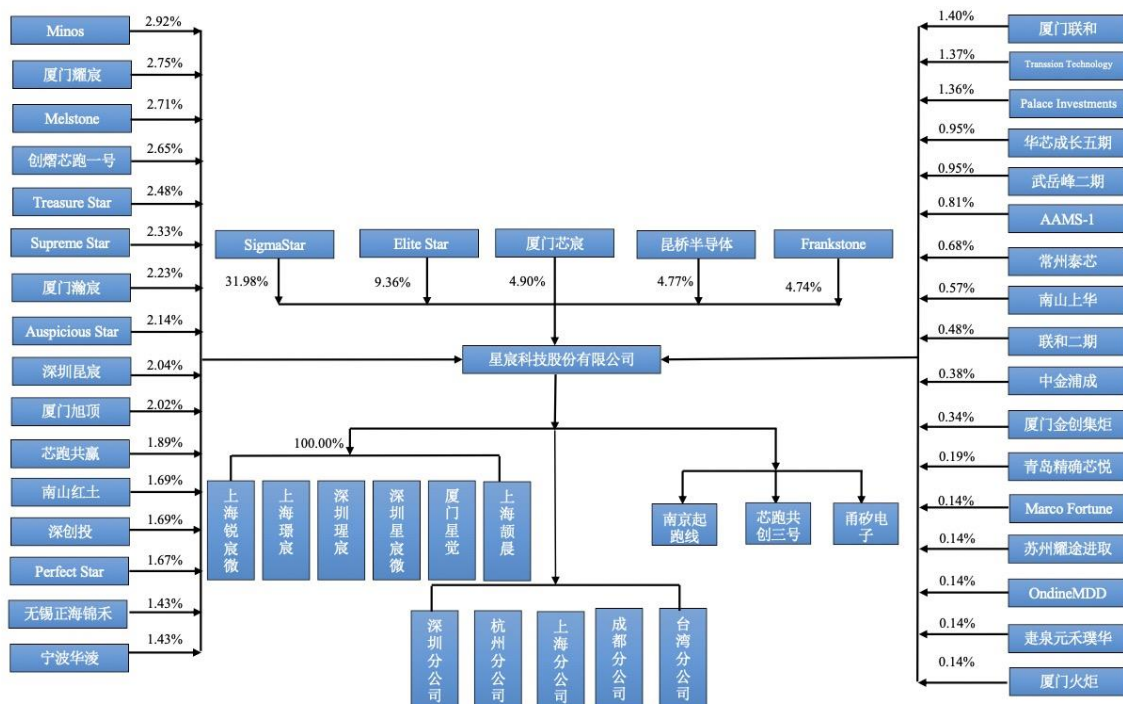 Minos
2.92%
厦门耀宸
2.75%
Melstone
2.71%
创熠芯跑一号
2.65%
Treasure Star
2.48%
Supreme Star
2.33%
厦门瀚宸
2.23%
Auspicious Star
2.14%
深圳昆宸
2.04%
厦门旭顶
2.02%
芯跑共赢
1.89%
南山红土
1.69%
深创投
1.69%
Perfect Star
1.67%
无锡正海锦禾
1.43%
宁波华淩
1.43%
SigmaStar
31.98%
Elite Star
9.36%
厦门芯宸
4.90%
昆桥半导体
4.77%
Frankstone
4.74%
星宸科技股份有限公司
100.00%
上海锐宸微
上海璟宸
深圳瑆宸
深圳星宸微
厦门星觉
上海颉晨
南京起
跑线
芯跑共
创三号
甬矽电
子
深圳分公司
杭州分公司
上海分公司
成都分公司
台湾分公司
1.40%
厦门联和
1.37%
Transsion Technology
1.36%
Palace Investments
0.95%
华芯成长五期
0.95%
武岳峰二期
0.81%
AAMS-1
0.68%
常州泰芯
0.57%
南山上华
0.48%
联和二期
0.38%
中金浦成
0.34%
厦门金创集炬
0.19%
青岛精确芯悦
0.14%
Marco Fortune
0.14%
苏州耀途进取
0.14%
OndineMDD
0.14%
疌泉元禾璞华
0.14%
厦门火炬